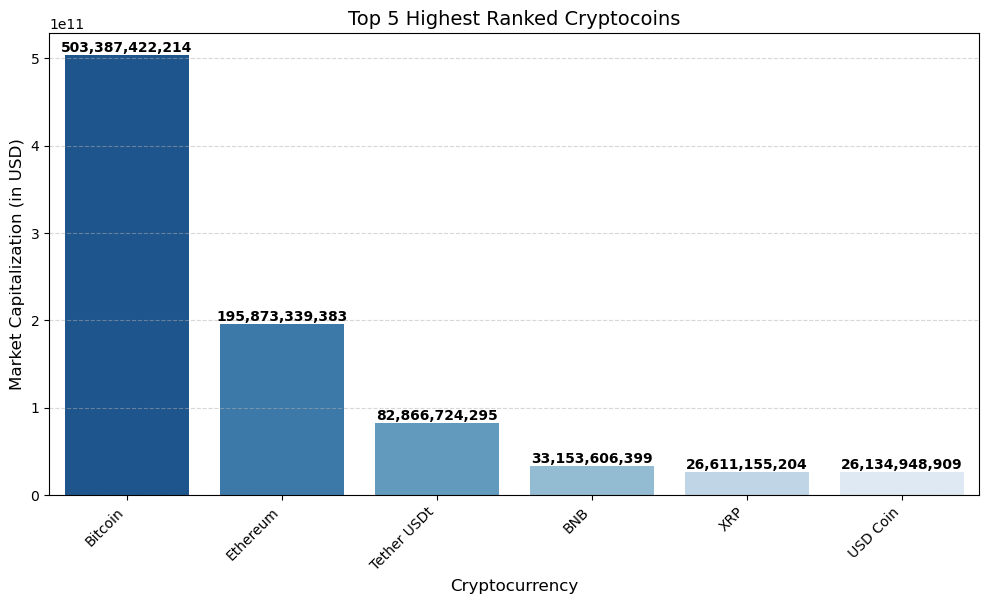 Top 5 Highest Ranked Cryptocoins
1e11
503,387,422,214
195,873,339,383
82,866,724,295
33,153,606,399
26,611,155,204
26,134,948,909
5
4
3
2
1
0
Market Capitalization (in USD)
Bitcoin
Ethereum
Tether USDt
BNB
XRP
USD Coin
Cryptocurrency